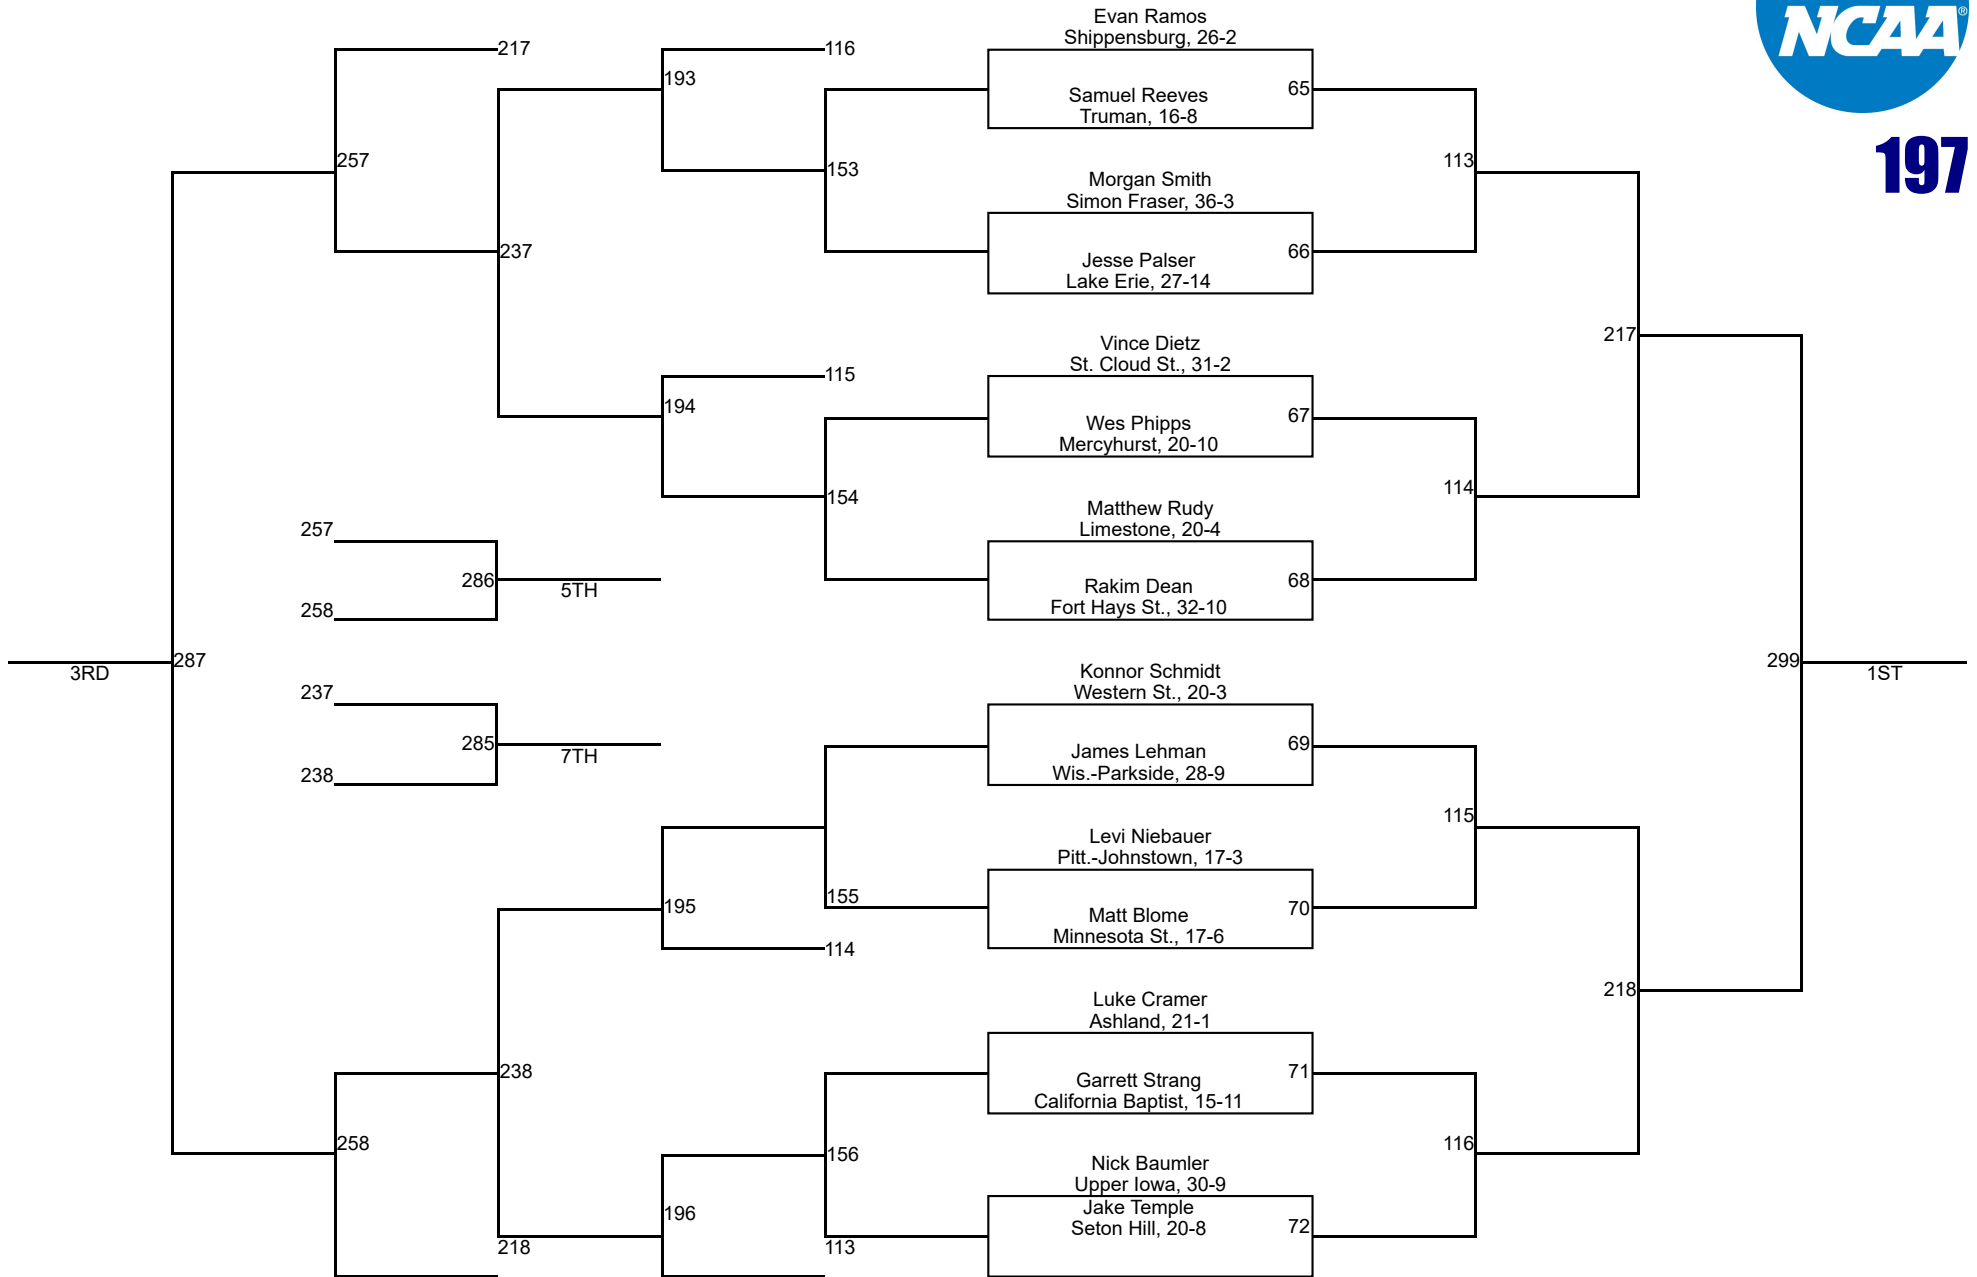 Evan Ramos
NCAA®
Shippensburg, 26-2
217
116
193
Samuel Reeves
65
Truman, 16-8
197
257
113
153
Morgan Smith
Simon Fraser, 36-3
237
66
Jesse Palser
Lake Erie, 27-14
217
Vince Dietz
St. Cloud St., 31-2
115
194
67
Wes Phipps
Mercyhurst, 20-10
114
154
Matthew Rudy
Limestone, 20-4
257
286
5TH
Rakim Dean
68
258
Fort Hays St., 32-10
287
299
3RD
1ST
Konnor Schmidt
237
Western St., 20-3
285
69
7TH
James Lehman
238
Wis.-Parkside, 28-9
115
Levi Niebauer
Pitt.-Johnstown, 17-3
155
195
70
Matt Blome
Minnesota St., 17-6
114
218
Luke Cramer
Ashland, 21-1
238
71
Garrett Strang
California Baptist, 15-11
258
116
156
Nick Baumler
Upper Iowa, 30-9
196
Jake Temple
72
Seton Hill, 20-8
218
113